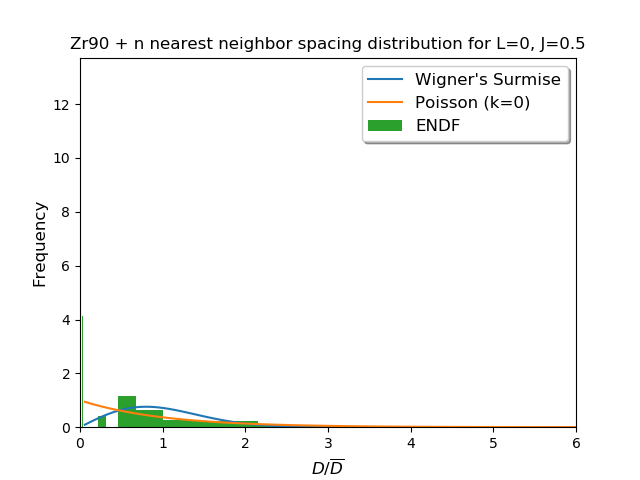 Zr90 + n nearest neighbor spacing distribution for L=0, J=0.5
Wigner's Surmise
Poisson (k=0)
ENDF
Frequency
12
10
8
6
4
2
0
0 1 2 3 4 5 6
D/D̅